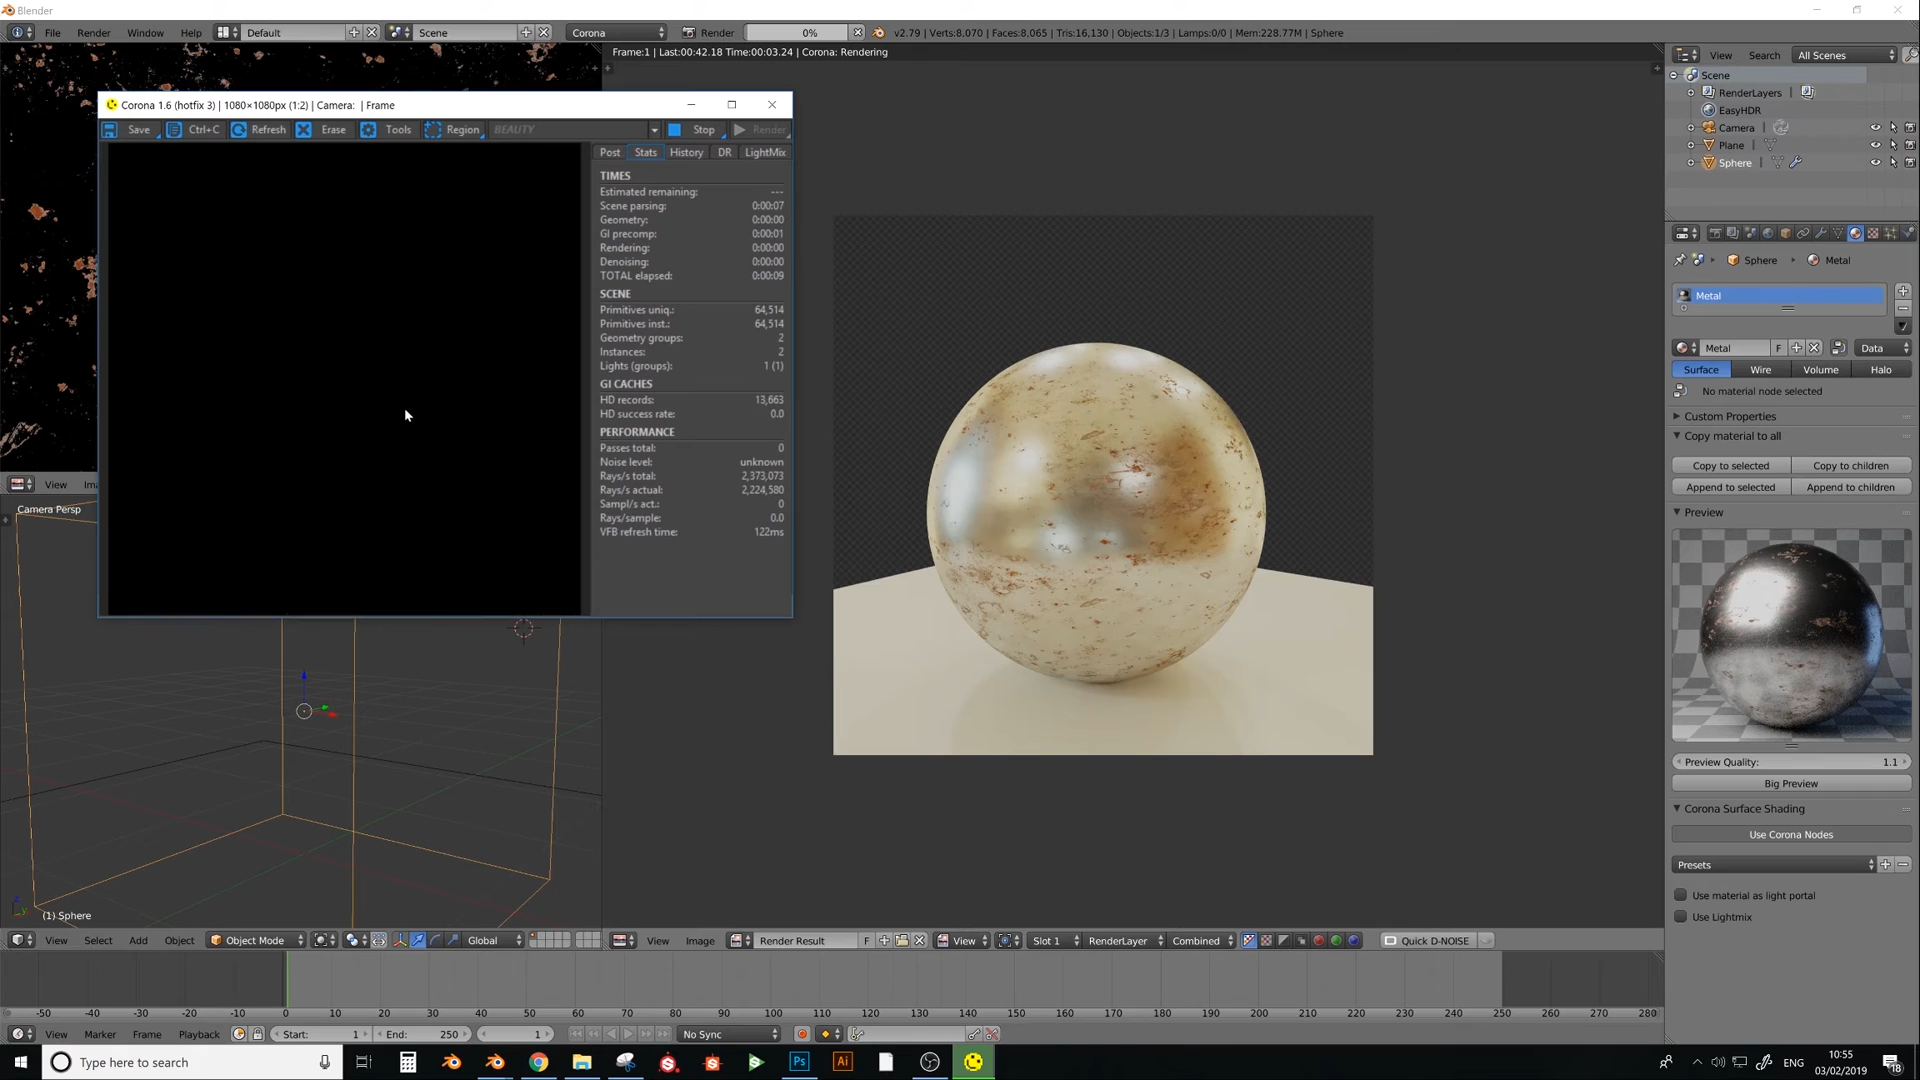 Blender
File Render Window Help Default Scene Corona Render 0% v2.79 | Verts:8,070 | Faces:8,065 | Tris:16,130 | Objects:1/3 | Lamps:0/0 | Mem:228.77M | Sphere
Frame:1 | Last:00:42.18 Time:00:03.24 | Corona: Rendering
View Search All Scenes
Scene
RenderLayers
EasyHDR
Camera
Plane
Sphere
Corona 1.6 (hotfix 3) | 1080×1080px (1:2) | Camera: | Frame
Save Ctrl+C Refresh Erase Tools Region BEAUTY Stop Render
Post Stats History DR LightMix
TIMES
Estimated remaining: ---
Scene parsing: 0:00:07
Geometry: 0:00:00
GI precomp: 0:00:01
Rendering: 0:00:00
Denoising: 0:00:00
TOTAL elapsed: 0:00:09
SCENE
Primitives uniq.: 64,514
Primitives inst.: 64,514
Geometry groups: 2
Instances: 2
Lights (groups): 1 (1)
GI CACHES
HD records: 13,663
HD success rate: 0.0
PERFORMANCE
Passes total: 0
Noise level: unknown
Rays/s total: 2,373,073
Rays/s actual: 2,224,580
Sampl/s act.: 0
Rays/sample: 0.0
VFB refresh time: 122ms
View Ima
Camera Persp
(1) Sphere
Sphere Metal
Metal
Metal F Data
Surface Wire Volume Halo
No material node selected
Custom Properties
Copy material to all
Copy to selected Copy to children
Append to selected Append to children
Preview
Preview Quality: 1.1
Big Preview
Corona Surface Shading
Use Corona Nodes
Presets
Use material as light portal
Use Lightmix
View Select Add Object Object Mode Global
View Image Render Result F View Slot 1 RenderLayer Combined Quick D-NOISE
-50 -40 -30 -20 -10 0 10 20 30 40 50 60 70 80 90 100 110 120 130 140 150 160 170 180 190 200 210 220 230 240 250 260 270 280
View Marker Frame Playback Start: 1 End: 250 1 No Sync
Type here to search Ps Ai ENG 10:55
03/02/2019 18